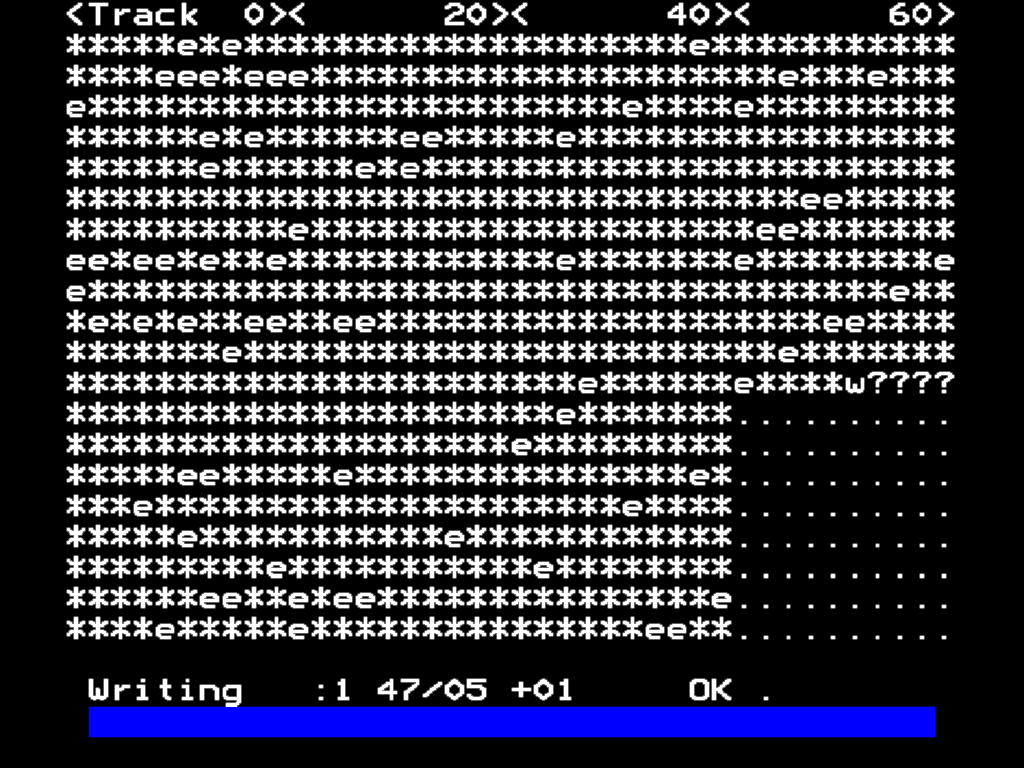 <Track  0><      20><      40><      60>
*****e*e********************e***********
****eee*eee*********************e***e***
e************************e****e*********
******e*e******ee*****e*****************
******e******e*e************************
*********************************ee*****
**********e********************ee*******
ee*ee*e**e************e*******e********e
e************************************e**
*e*e*e**ee**ee********************ee****
*******e************************e*******
***********************e******e****w????
**********************e*******..........
********************e*********..........
*****ee*****e***************e*..........
***e*********************e****..........
*****e***********e************..........
*********e***********e********..........
******ee**e*ee***************e..........
****e*****e***************ee**..........
Writing   :1 47/05 +01     OK .